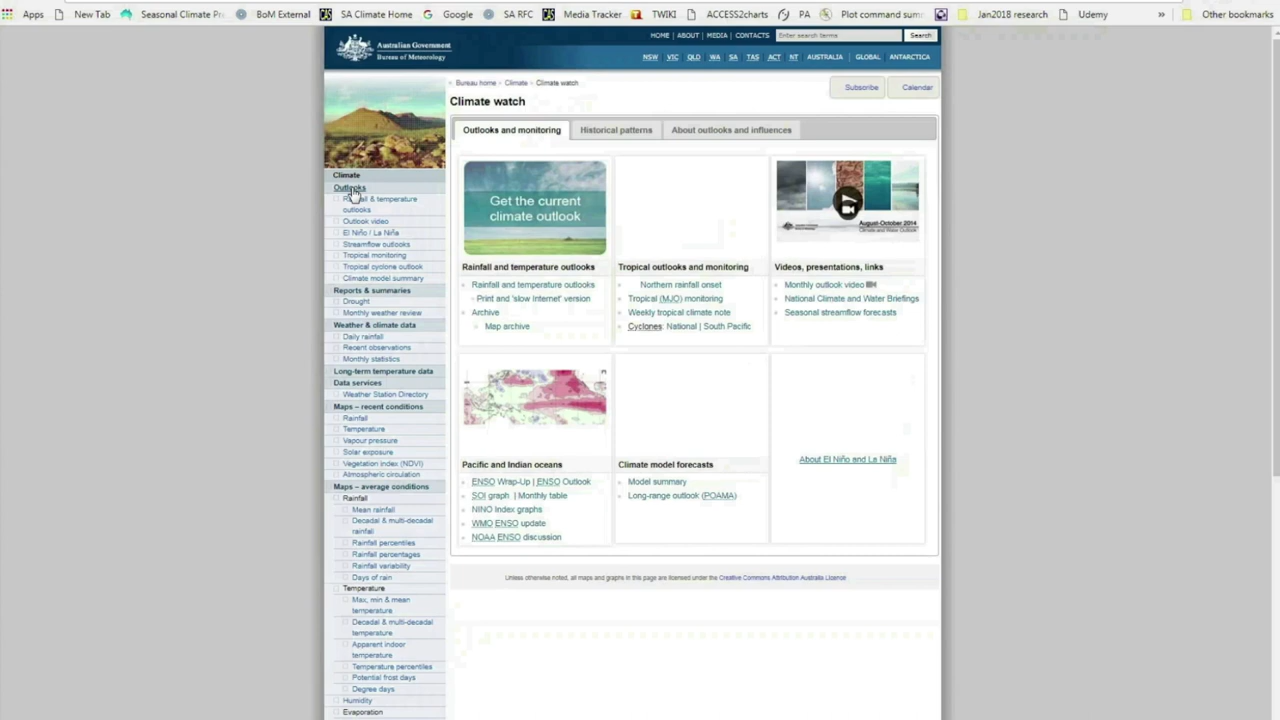 Apps
New Tab
Seasonal Climate Pre
BoM External
SA Climate Home
Google
SA RFC
Media Tracker
TWIKI
ACCESS2charts
PA
Plot command sum
Jan2018 research
Udemy
»
Other bookmarks
Australian Government
Bureau of Meteorology
HOME | ABOUT | MEDIA | CONTACTS
Enter search terms
Search
NSW VIC QLD WA SA TAS ACT NT AUSTRALIA GLOBAL ANTARCTICA
Bureau home › Climate › Climate watch
Subscribe
Calendar
Climate watch
Outlooks and monitoring
Historical patterns
About outlooks and influences
Climate
Outlooks
& temperature
outlooks
Outlook video
El Niño / La Niña
Streamflow outlooks
Tropical monitoring
Tropical cyclone outlook
Climate model summary
Reports & summaries
Drought
Monthly weather review
Weather & climate data
Daily rainfall
Recent observations
Monthly statistics
Long-term temperature data
Data services
Weather Station Directory
Maps – recent conditions
Rainfall
Temperature
Vapour pressure
Solar exposure
Vegetation index (NDVI)
Atmospheric circulation
Maps – average conditions
Rainfall
Mean rainfall
Decadal & multi-decadal
rainfall
Rainfall percentiles
Rainfall percentages
Rainfall variability
Days of rain
Temperature
Max, min & mean
temperature
Decadal & multi-decadal
temperature
Apparent indoor
temperature
Temperature percentiles
Potential frost days
Degree days
Humidity
Evaporation
Get the current
climate outlook
Rainfall and temperature outlooks
Rainfall and temperature outlooks
Print and 'slow Internet' version
Archive
Map archive
Tropical outlooks and monitoring
Northern rainfall onset
Tropical (MJO) monitoring
Weekly tropical climate note
Cyclones: National | South Pacific
August-October 2014
Climate and Water Outlook
Videos, presentations, links
Monthly outlook video
National Climate and Water Briefings
Seasonal streamflow forecasts
Pacific and Indian oceans
ENSO Wrap-Up | ENSO Outlook
SOI graph | Monthly table
NINO Index graphs
WMO ENSO update
NOAA ENSO discussion
Climate model forecasts
Model summary
Long-range outlook (POAMA)
About El Niño and La Niña
Unless otherwise noted, all maps and graphs in this page are licensed under the Creative Commons Attribution Australia Licence